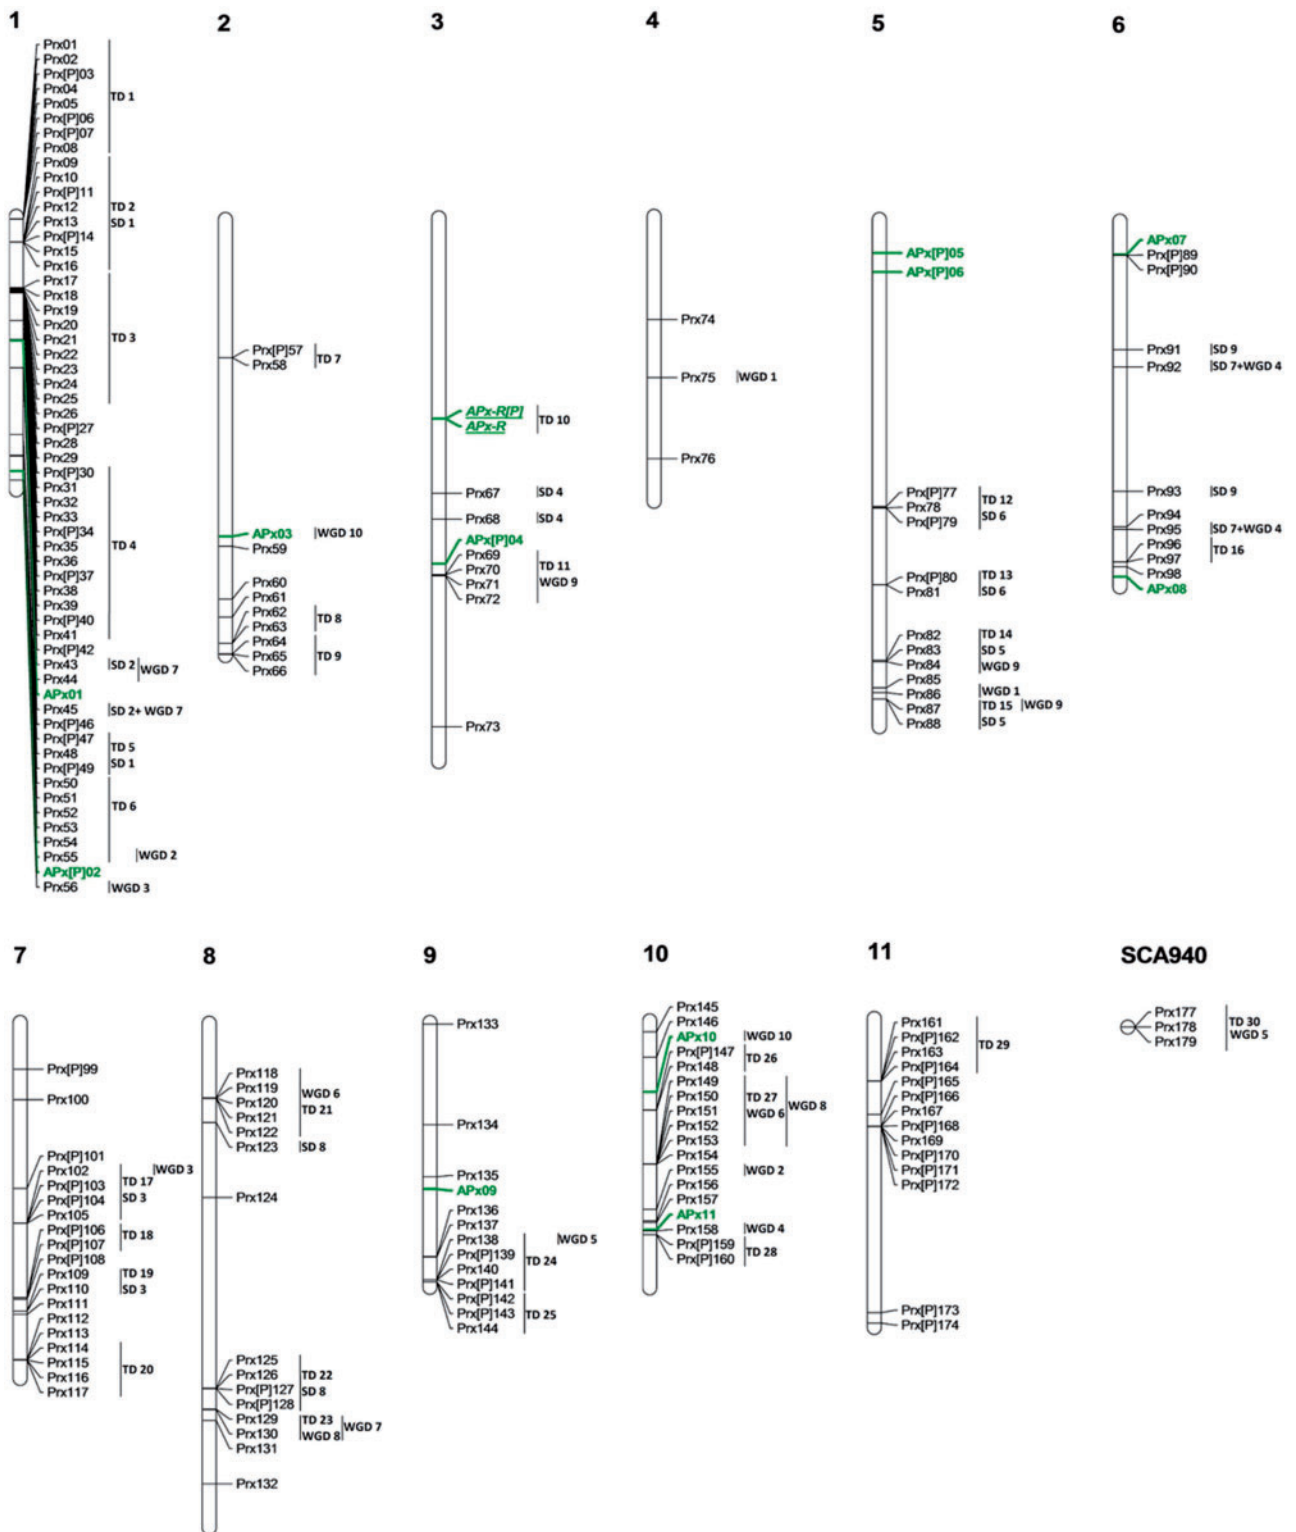 1
Prx01
Prx02
Prx[P]03
Prx04
Prx05
Prx[P]06
Prx[P]07
Prx08
TD 1
Prx09
Prx10
Prx[P]11
Prx12
Prx13
Prx[P]14
Prx15
Prx16
TD 2
SD 1
Prx17
Prx18
Prx19
Prx20
Prx21
Prx22
Prx23
Prx24
Prx25
TD 3
Prx26
Prx[P]27
Prx28
Prx29
Prx[P]30
Prx31
Prx32
Prx33
Prx[P]34
Prx35
Prx36
Prx[P]37
Prx38
Prx39
Prx[P]40
Prx41
TD 4
Prx[P]42
Prx43
SD 2
WGD 7
Prx44
APx01
Prx45
SD 2+ WGD 7
Prx[P]46
Prx[P]47
Prx48
Prx[P]49
TD 5
SD 1
Prx50
Prx51
Prx52
Prx53
Prx54
Prx55
TD 6
WGD 2
APx[P]02
Prx56
WGD 3
2
Prx[P]57
Prx58
TD 7
APx03
WGD 10
Prx59
Prx60
Prx61
Prx62
Prx63
TD 8
Prx64
Prx65
Prx66
TD 9
3
APx-R[P]
APx-R
TD 10
Prx67
SD 4
Prx68
SD 4
APx[P]04
Prx69
Prx70
Prx71
Prx72
TD 11
WGD 9
Prx73
4
Prx74
Prx75
WGD 1
Prx76
5
APx[P]05
APx[P]06
Prx[P]77
Prx78
Prx[P]79
TD 12
SD 6
Prx[P]80
Prx81
TD 13
SD 6
Prx82
Prx83
Prx84
TD 14
SD 5
WGD 9
Prx85
Prx86
WGD 1
Prx87
Prx88
TD 15
WGD 9
SD 5
6
APx07
Prx[P]89
Prx[P]90
Prx91
SD 9
Prx92
SD 7+WGD 4
Prx93
SD 9
Prx94
Prx95
SD 7+WGD 4
Prx96
Prx97
TD 16
Prx98
APx08
7
Prx[P]99
Prx100
Prx[P]101
Prx102
Prx[P]103
Prx[P]104
Prx105
WGD 3
TD 17
SD 3
Prx[P]106
Prx[P]107
TD 18
Prx[P]108
Prx109
Prx110
TD 19
SD 3
Prx111
Prx112
Prx113
Prx114
Prx115
Prx116
Prx117
TD 20
8
Prx118
Prx119
Prx120
Prx121
Prx122
WGD 6
TD 21
Prx123
SD 8
Prx124
Prx125
Prx126
Prx[P]127
Prx[P]128
TD 22
SD 8
Prx129
Prx130
TD 23
WGD 8
WGD 7
Prx131
Prx132
9
Prx133
Prx134
Prx135
APx09
Prx136
Prx137
Prx138
Prx[P]139
Prx140
Prx[P]141
WGD 5
TD 24
Prx[P]142
Prx[P]143
Prx144
TD 25
10
Prx145
Prx146
APx10
WGD 10
Prx[P]147
Prx148
TD 26
Prx149
Prx150
Prx151
Prx152
Prx153
TD 27
WGD 6
WGD 8
Prx154
Prx155
WGD 2
Prx156
Prx157
APx11
Prx158
WGD 4
Prx[P]159
Prx[P]160
TD 28
11
Prx161
Prx[P]162
Prx163
Prx[P]164
TD 29
Prx[P]165
Prx[P]166
Prx167
Prx[P]168
Prx169
Prx[P]170
Prx[P]171
Prx[P]172
Prx[P]173
Prx[P]174
SCA940
Prx177
Prx178
Prx179
TD 30
WGD 5